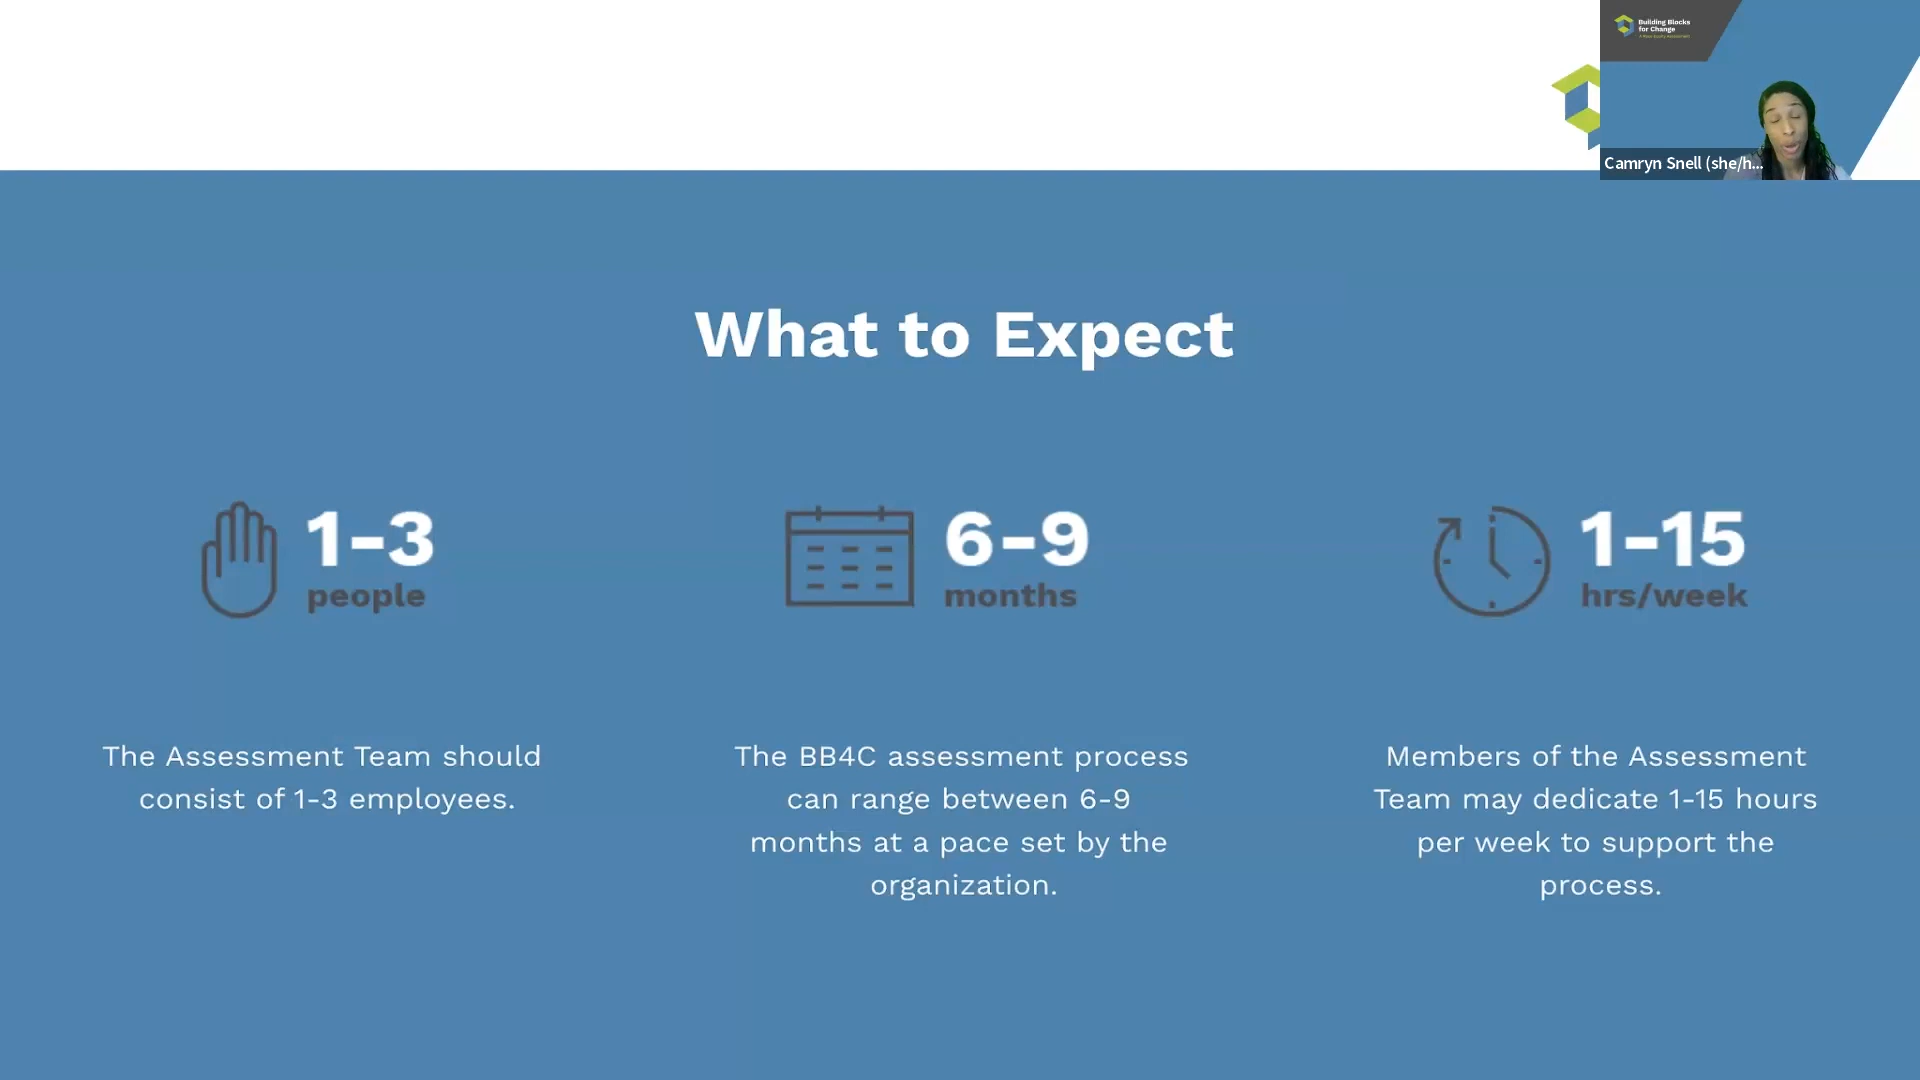 Building Blocks
for Change
Camryn Snell (she/h...
What to Expect
1-3
people
6-9
months
1-15
hrs/week
The Assessment Team should
consist of 1-3 employees.
The BB4C assessment process
can range between 6-9
months at a pace set by the
organization.
Members of the Assessment
Team may dedicate 1-15 hours
per week to support the
process.